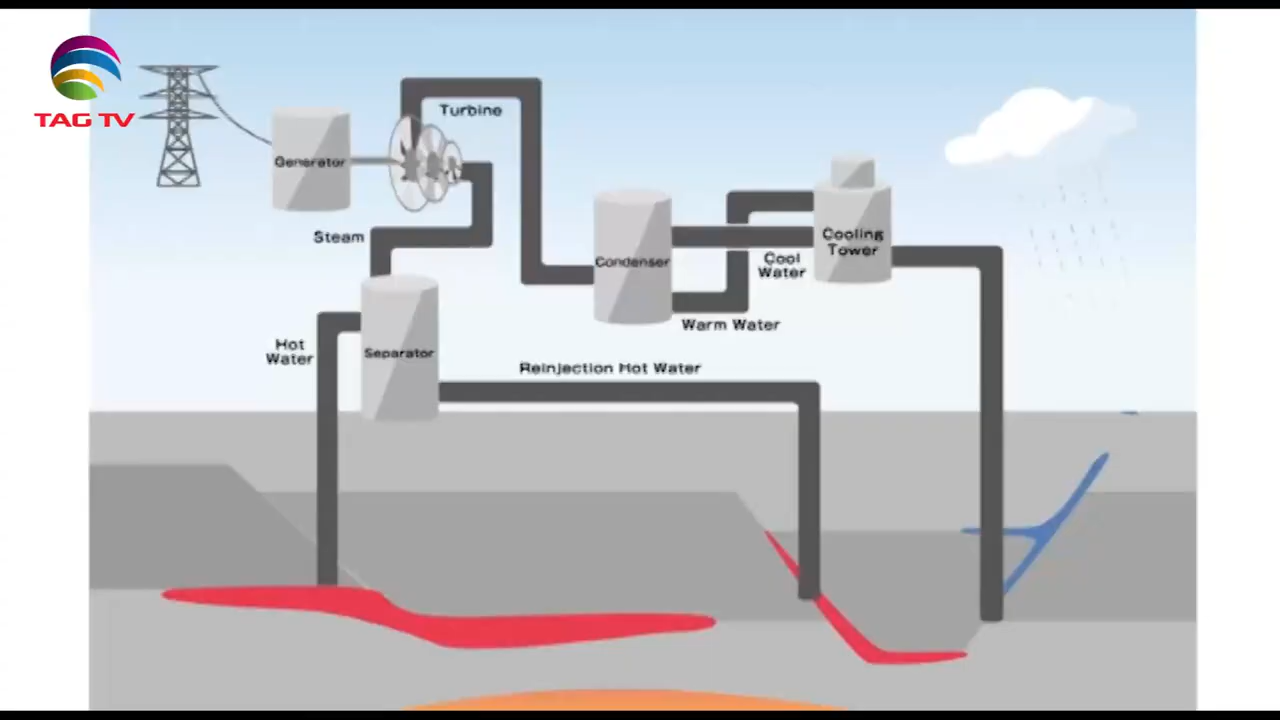 TAG TV
Turbine
Generator
Steam
Condenser
Cooling
Tower
Cool
Water
Warm Water
Hot
Water
Separator
Reinjection Hot Water